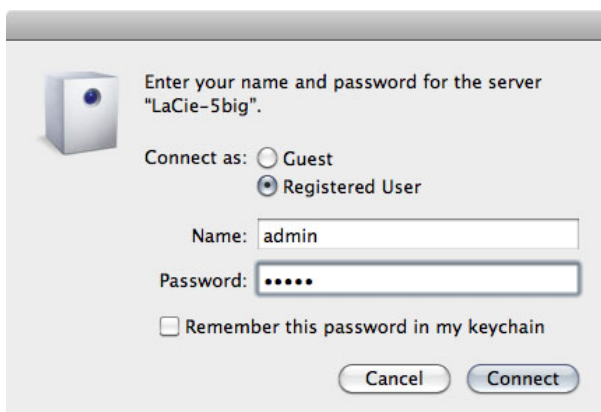 Enter your name and password for the server
“LaCie-5big”.
Connect as: Guest
Registered User
Name: admin
Password: •••••
Remember this password in my keychain
Cancel Connect